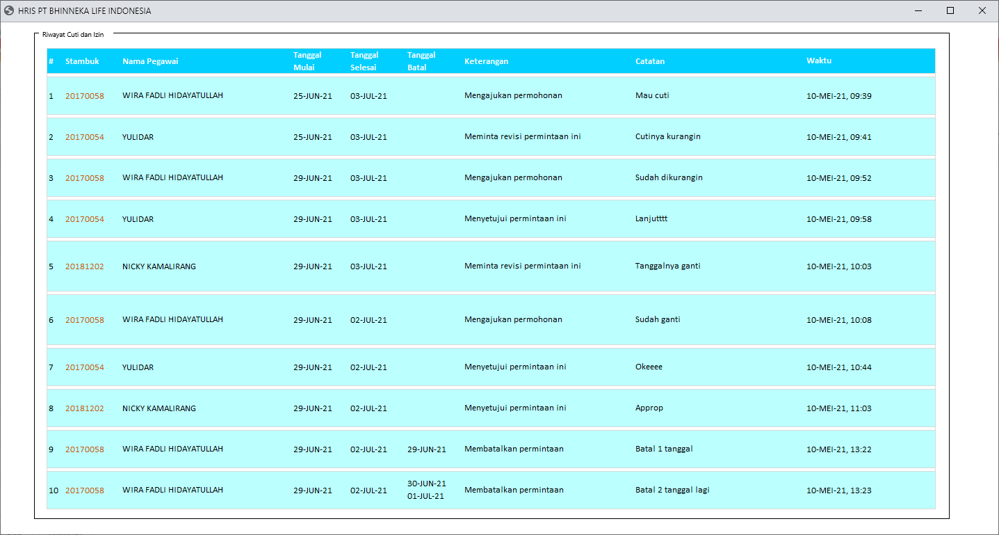 HRIS PT BHINNEKA LIFE INDONESIA
Riwayat Cuti dan Izin
# Stambuk Nama Pegawai Tanggal Mulai Tanggal Selesai Tanggal Batal Keterangan Catatan Waktu
1 20170058 WIRA FADLI HIDAYATULLAH 25-JUN-21 03-JUL-21 Mengajukan permohonan Mau cuti 10-MEI-21, 09:39
2 20170054 YULIDAR 25-JUN-21 03-JUL-21 Meminta revisi permintaan ini Cutinya kurangin 10-MEI-21, 09:41
3 20170058 WIRA FADLI HIDAYATULLAH 29-JUN-21 03-JUL-21 Mengajukan permohonan Sudah dikurangin 10-MEI-21, 09:52
4 20170054 YULIDAR 29-JUN-21 03-JUL-21 Menyetujui permintaan ini Lanjutttt 10-MEI-21, 09:58
5 20181202 NICKY KAMALIRANG 29-JUN-21 03-JUL-21 Meminta revisi permintaan ini Tanggalnya ganti 10-MEI-21, 10:03
6 20170058 WIRA FADLI HIDAYATULLAH 29-JUN-21 02-JUL-21 Mengajukan permohonan Sudah ganti 10-MEI-21, 10:08
7 20170054 YULIDAR 29-JUN-21 02-JUL-21 Menyetujui permintaan ini Okeeee 10-MEI-21, 10:44
8 20181202 NICKY KAMALIRANG 29-JUN-21 02-JUL-21 Menyetujui permintaan ini Approp 10-MEI-21, 11:03
9 20170058 WIRA FADLI HIDAYATULLAH 29-JUN-21 02-JUL-21 29-JUN-21 Membatalkan permintaan Batal 1 tanggal 10-MEI-21, 13:22
10 20170058 WIRA FADLI HIDAYATULLAH 29-JUN-21 02-JUL-21 30-JUN-21 01-JUL-21 Membatalkan permintaan Batal 2 tanggal lagi 10-MEI-21, 13:23